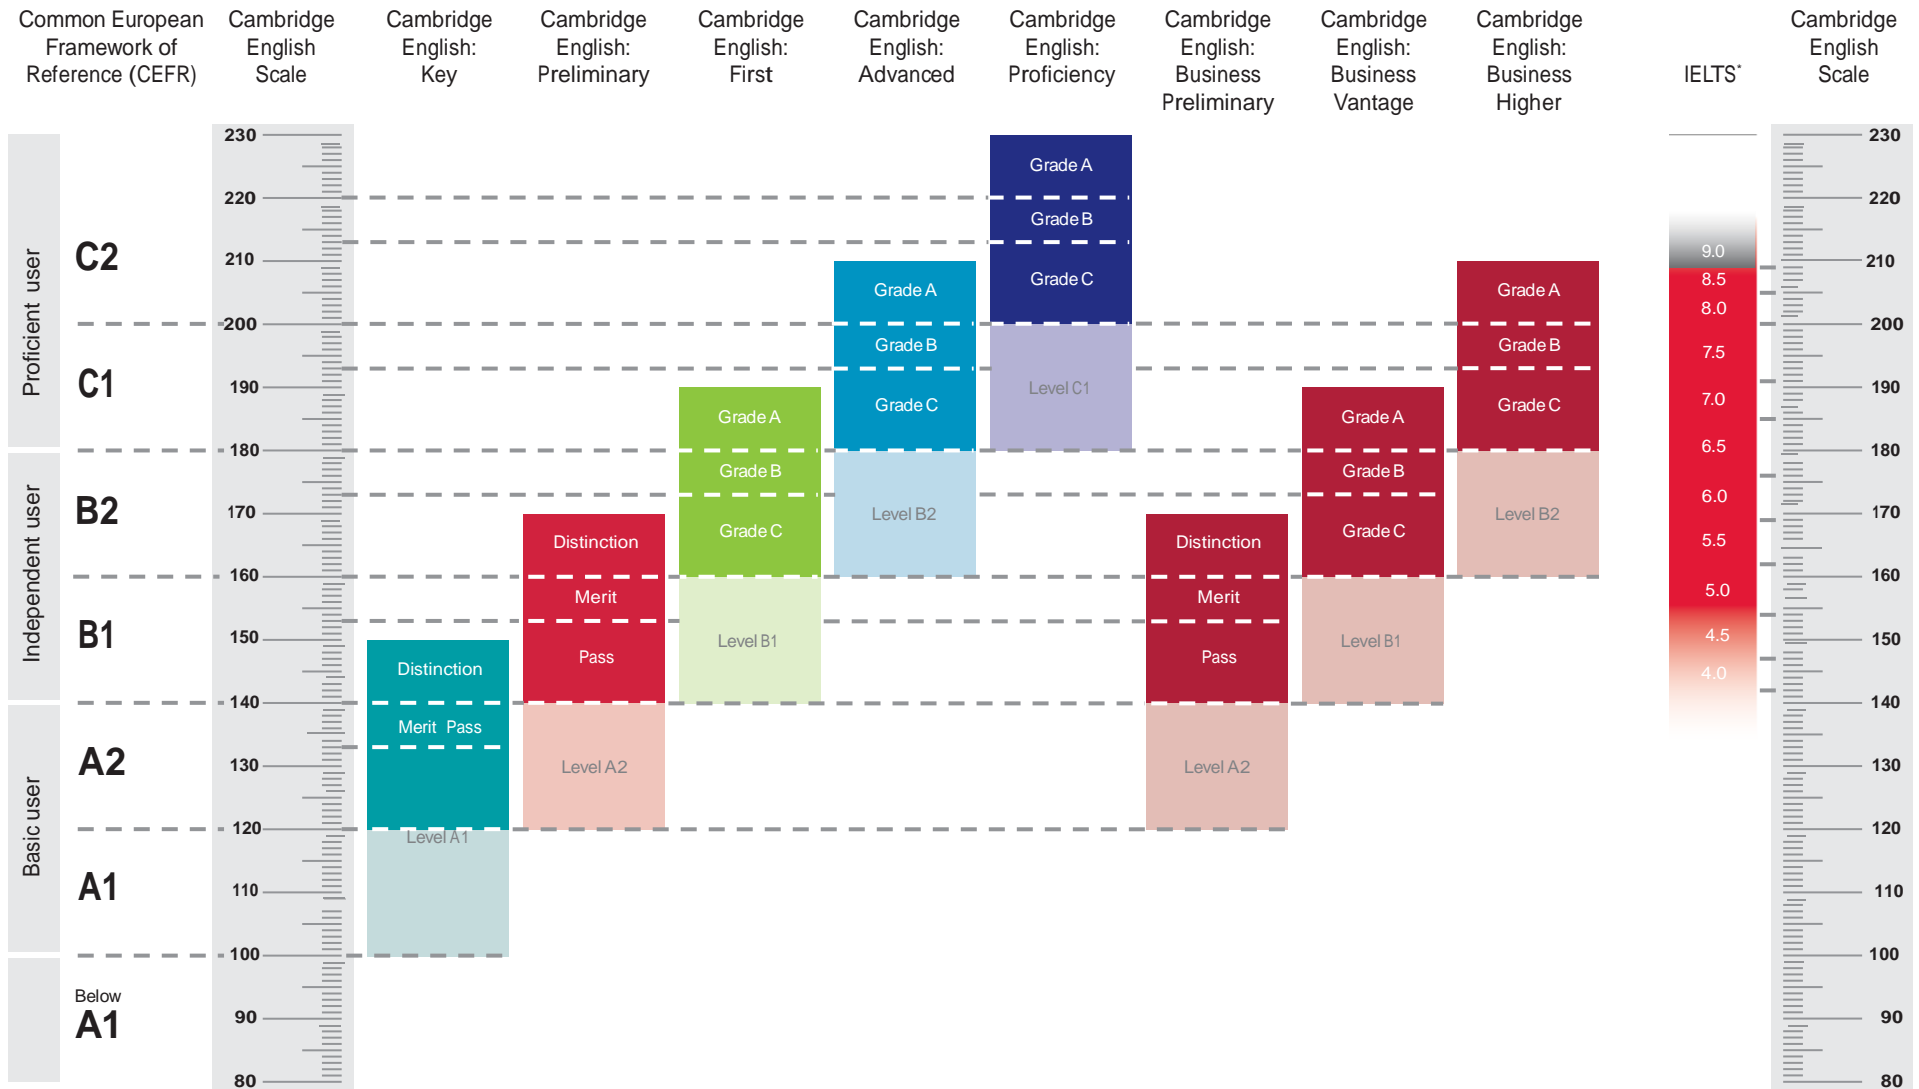 Common European
Framework of
Reference (CEFR)
Cambridge
English
Scale
Cambridge
English:
Key
Cambridge
English:
Preliminary
Cambridge
English:
First
Cambridge
English:
Advanced
Cambridge
English:
Proficiency
Cambridge
English:
Business
Preliminary
Cambridge
English:
Business
Vantage
Cambridge
English:
Business
Higher
IELTS*
Cambridge
English
Scale
Proficient user
Independent user
Basic user
C2
C1
B2
B1
A2
A1
Below
A1
230
220
210
200
190
180
170
160
150
140
130
120
110
100
90
80
Distinction
Merit Pass
Level A1
Distinction
Merit
Pass
Level A2
Grade A
Grade B
Grade C
Level B1
Grade A
Grade B
Grade C
Level B2
Grade A
Grade B
Grade C
Level C1
Distinction
Merit
Pass
Level A2
Grade A
Grade B
Grade C
Level B1
Grade A
Grade B
Grade C
Level B2
9.0
8.5
8.0
7.5
7.0
6.5
6.0
5.5
5.0
4.5
4.0
230
220
210
200
190
180
170
160
150
140
130
120
110
100
90
80